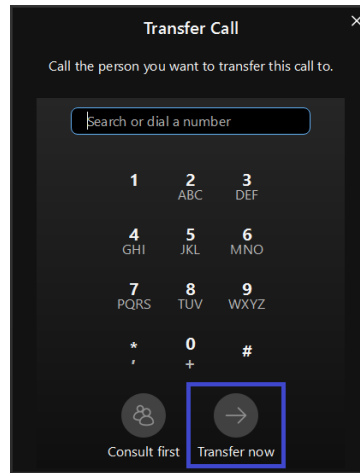 Transfer Call
×
Call the person you want to transfer this call to.
Search or dial a number
1 2 3
ABC DEF
4 5 6
GHI JKL MNO
7 8 9
PQRS TUV WXYZ
* 0 #
, +
Consult first Transfer now